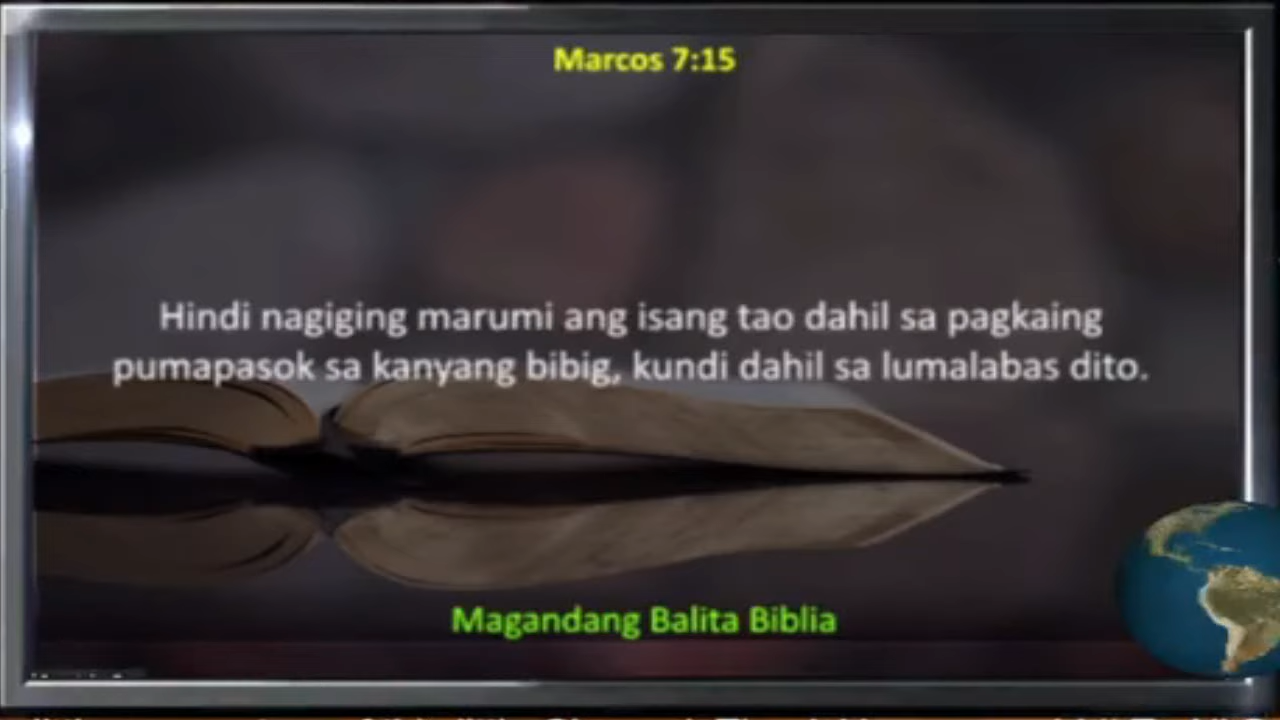 Marcos 7:15
Hindi nagiging marumi ang isang tao dahil sa pagkaing
pumapasok sa kanyang bibig, kundi dahil sa lumalabas dito.
Magandang Balita Biblia